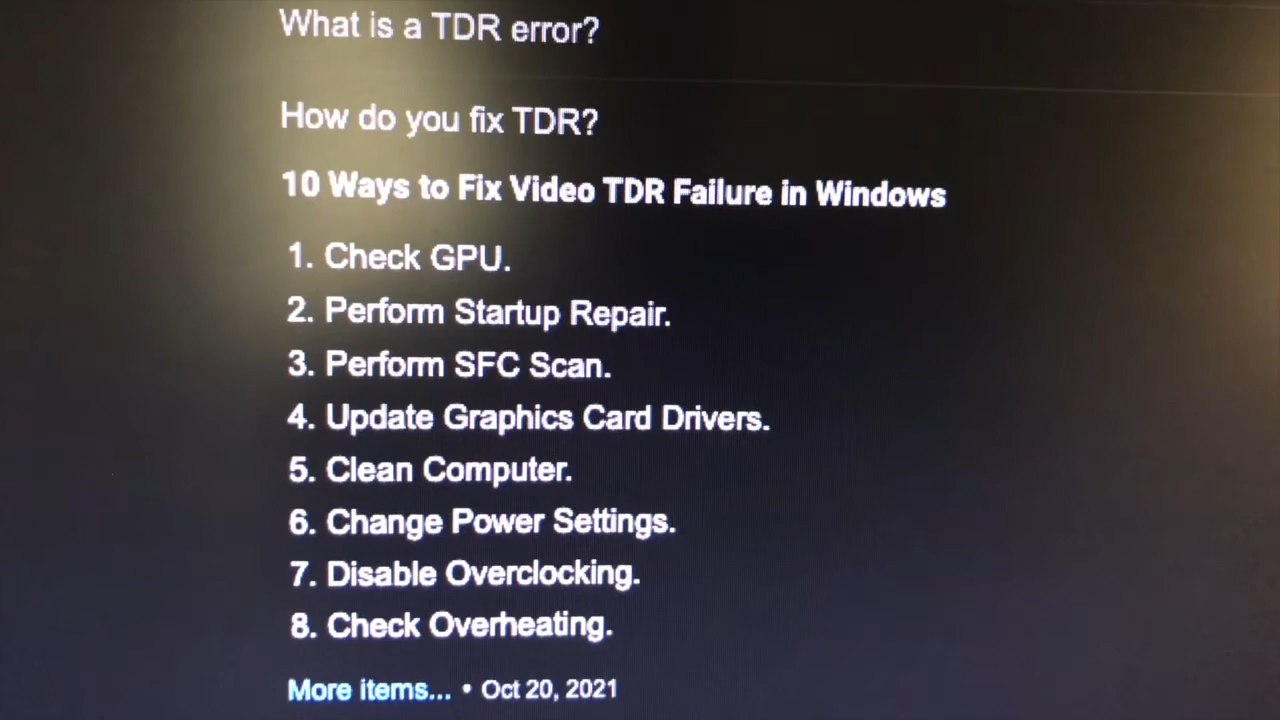 What is a TDR error?
How do you fix TDR?
10 Ways to Fix Video TDR Failure in Windows
1. Check GPU.
2. Perform Startup Repair.
3. Perform SFC Scan.
4. Update Graphics Card Drivers.
5. Clean Computer.
6. Change Power Settings.
7. Disable Overclocking.
8. Check Overheating.
More items... • Oct 20, 2021